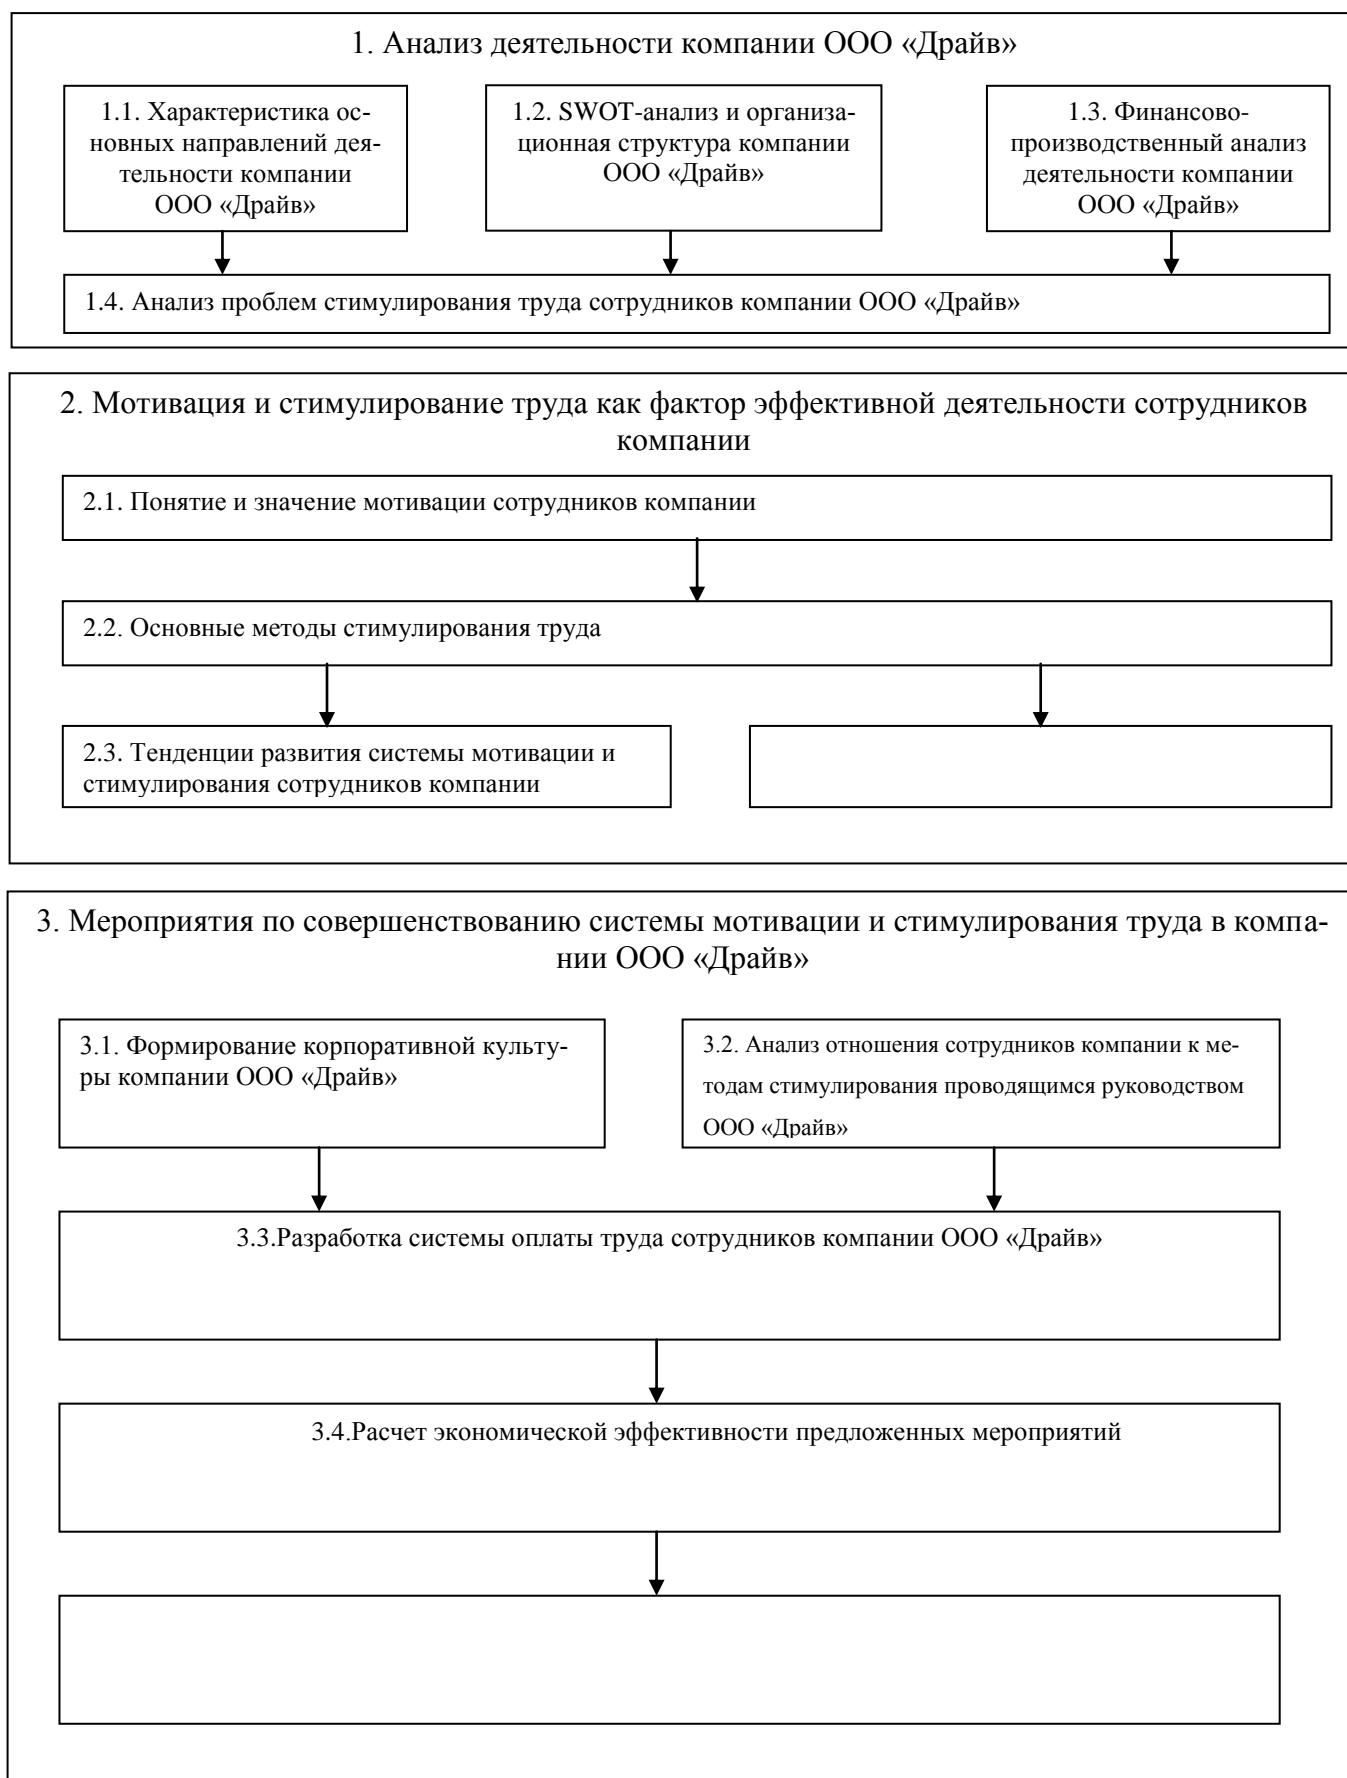 1. Анализ деятельности компании ООО «Драйв»
1.1. Характеристика ос-
новных направлений дея-
тельности компании
ООО «Драйв»
1.2. SWOT-анализ и организа-
ционная структура компании
ООО «Драйв»
1.3. Финансово-
производственный анализ
деятельности компании
ООО «Драйв»
1.4. Анализ проблем стимулирования труда сотрудников компании ООО «Драйв»
2. Мотивация и стимулирование труда как фактор эффективной деятельности сотрудников
компании
2.1. Понятие и значение мотивации сотрудников компании
2.2. Основные методы стимулирования труда
2.3. Тенденции развития системы мотивации и
стимулирования сотрудников компании
3. Мероприятия по совершенствованию системы мотивации и стимулирования труда в компа-
нии ООО «Драйв»
3.1. Формирование корпоративной культу-
ры компании ООО «Драйв»
3.2. Анализ отношения сотрудников компании к ме-
тодам стимулирования проводящимся руководством
ООО «Драйв»
3.3.Разработка системы оплаты труда сотрудников компании ООО «Драйв»
3.4.Расчет экономической эффективности предложенных мероприятий